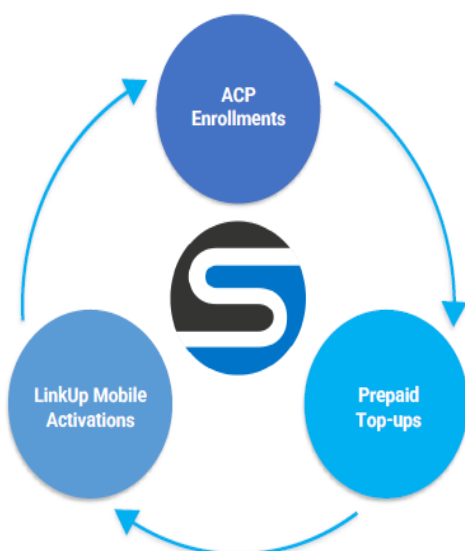 ACP
Enrollments
LinkUp Mobile
Activations
Prepaid
Top-ups